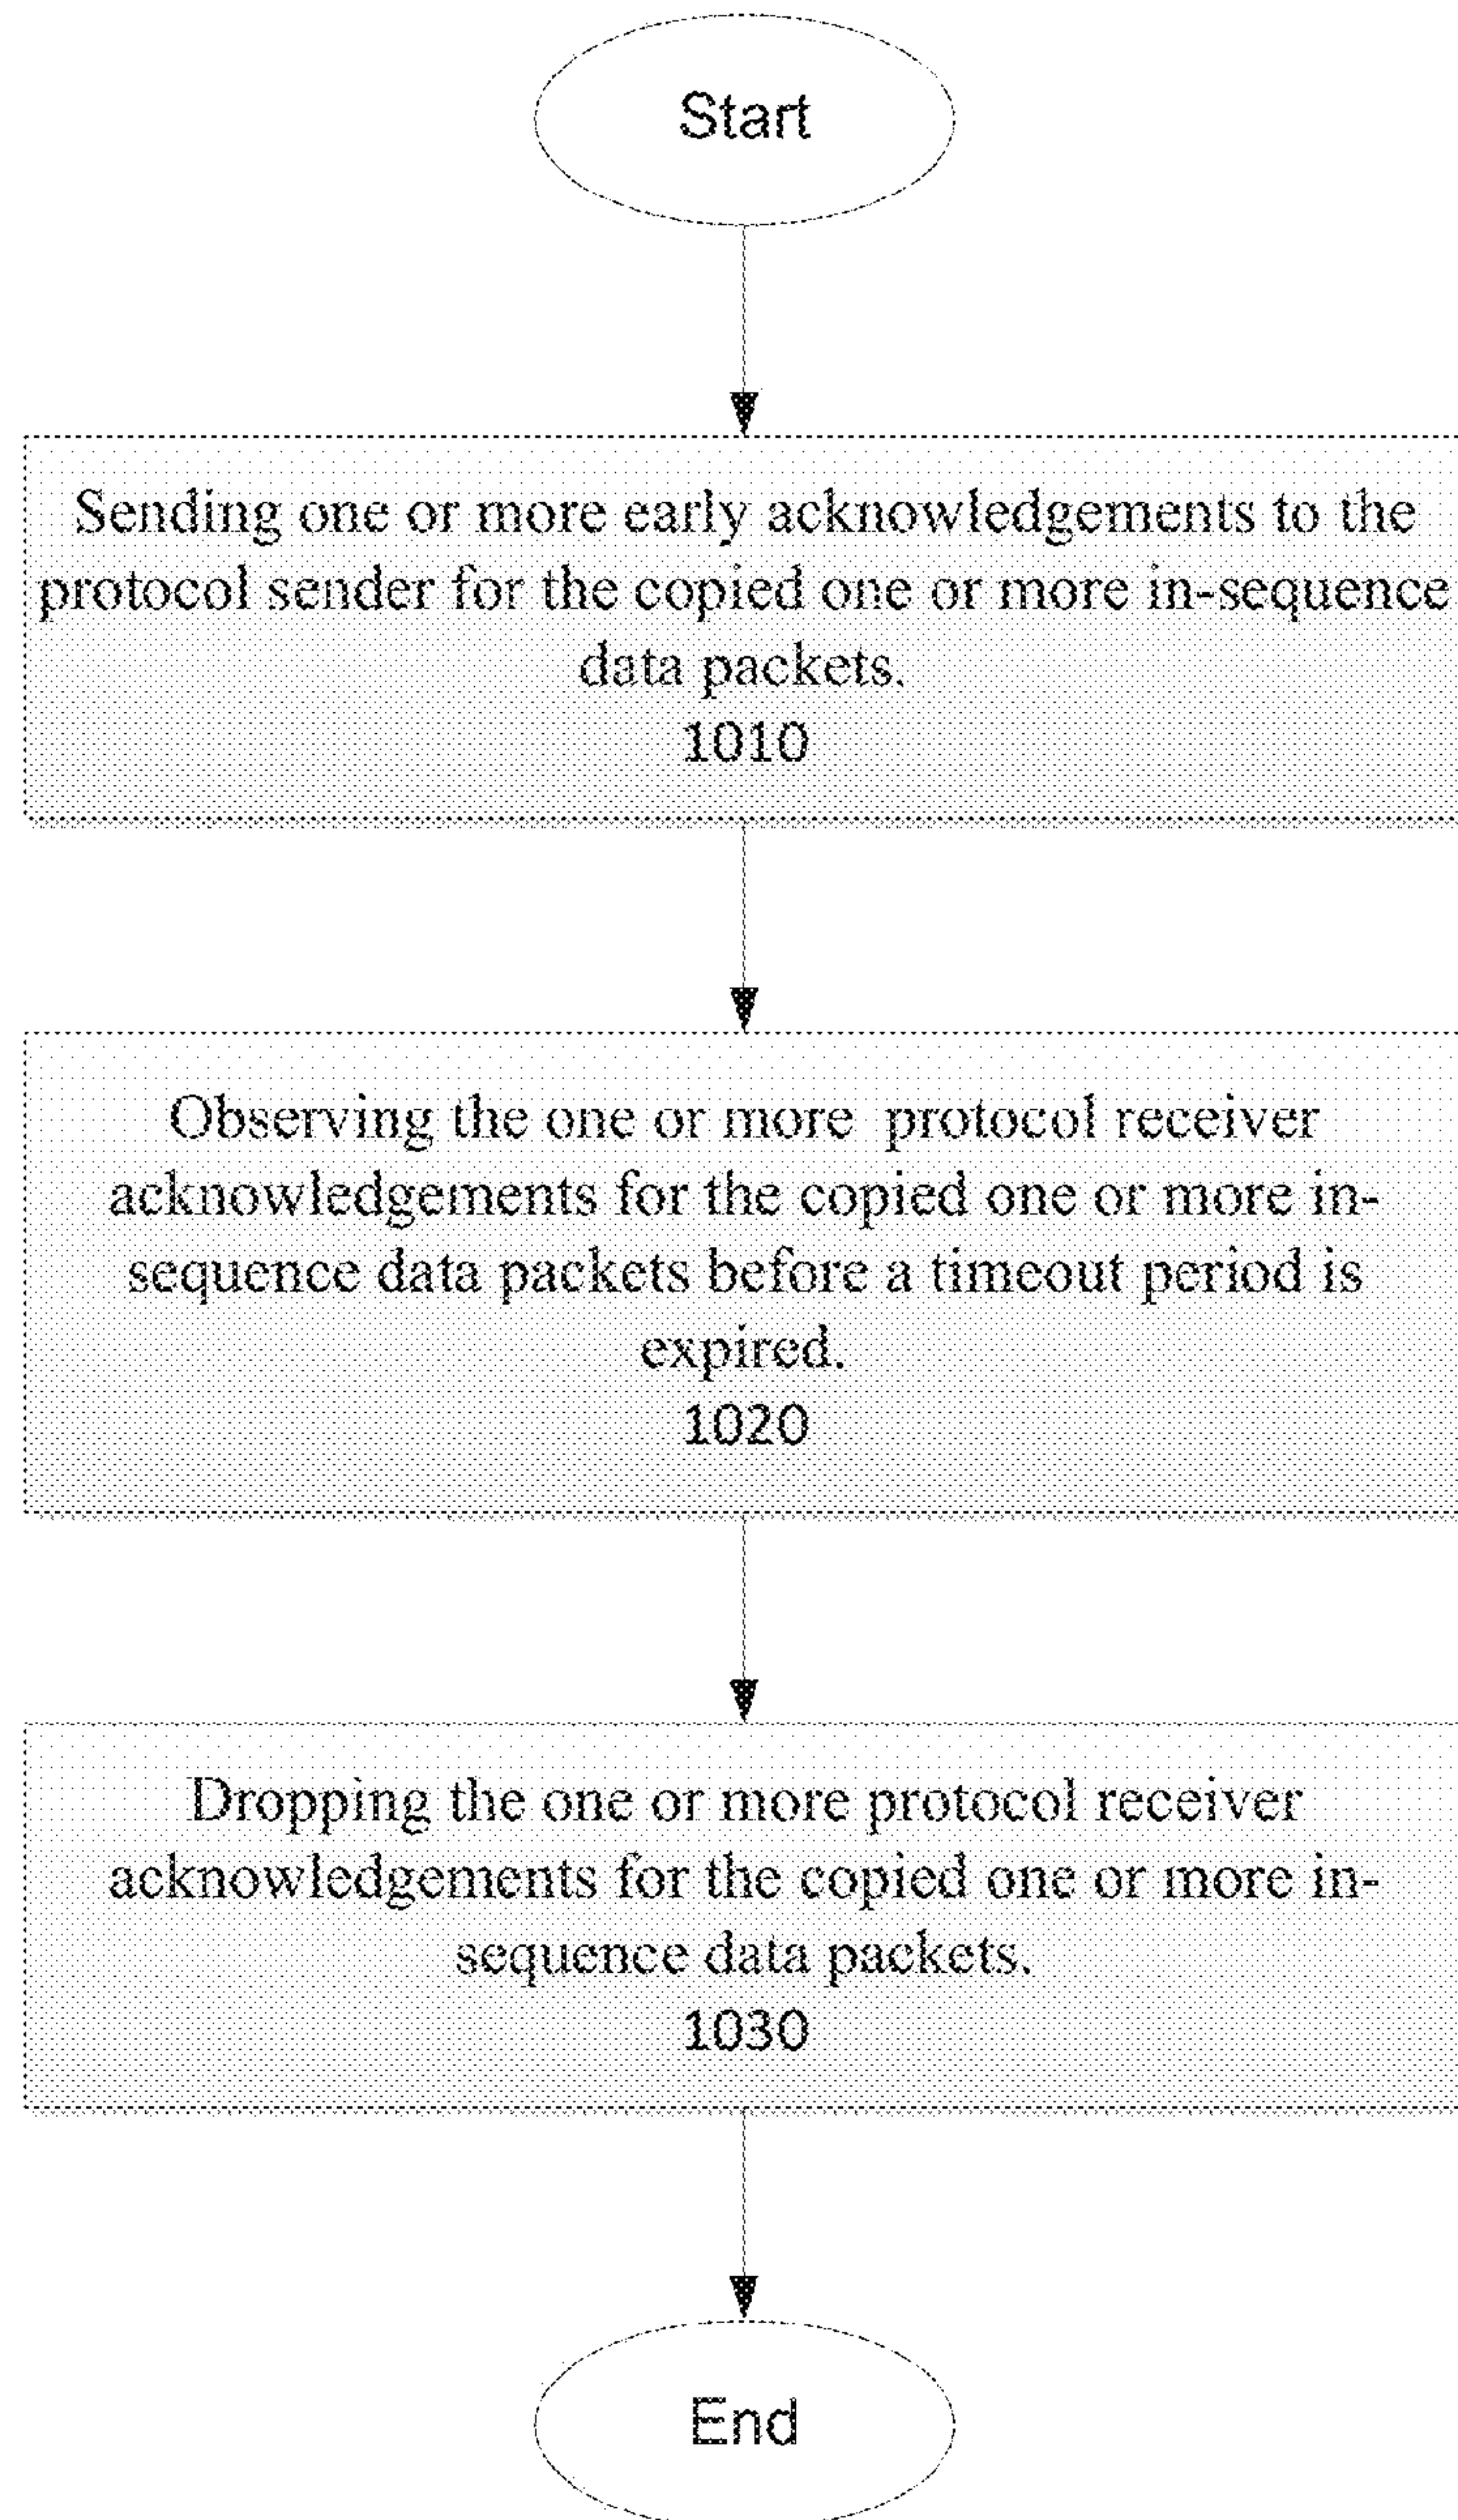 Start
Sending one or more early acknowledgements to the
protocol sender for the copied one or more in-sequence
data packets.
1010
Observing the one or more protocol receiver
acknowledgements for the copied one or more in-
sequence data packets before a timeout period is
expired.
1020
Dropping the one or more protocol receiver
acknowledgements for the copied one or more in-
sequence data packets.
1030
End